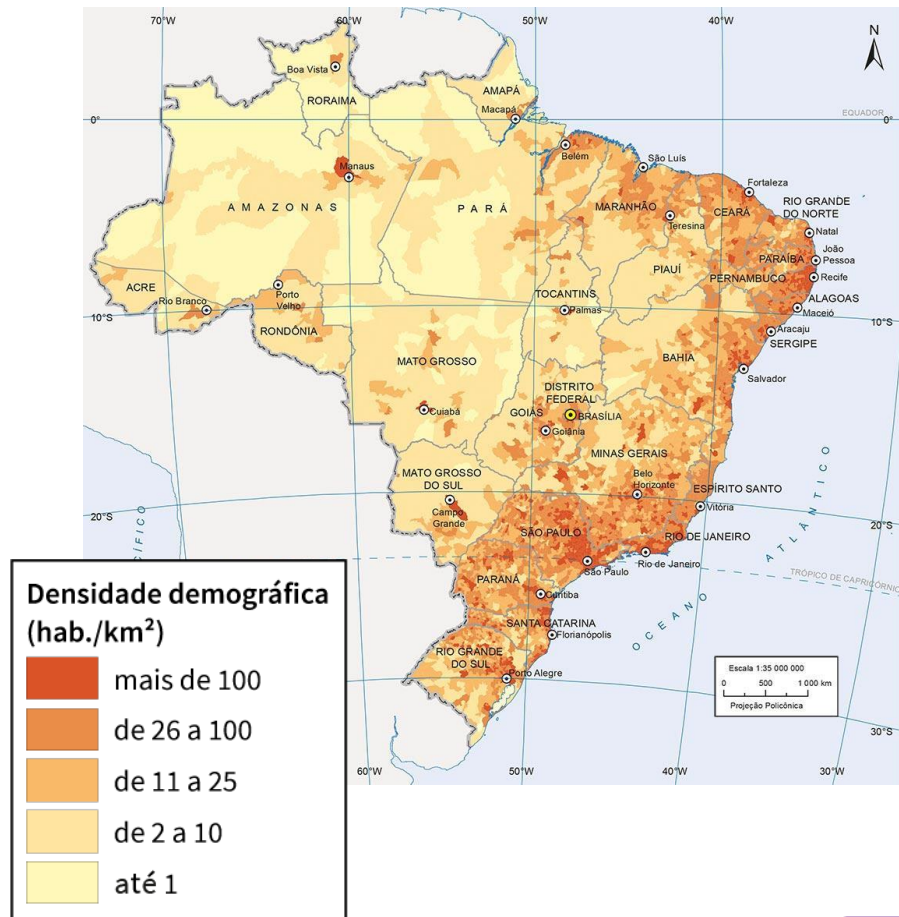 70°W
60°W
50°W
40°W
30°W
N
Boa Vista
RORAIMA
AMAPÁ
Macapá
EQUADOR
0°
0°
Belém
São Luís
Manaus
Fortaleza
AMAZONAS
PARÁ
MARANHÃO
Teresina
CEARÁ
RIO GRANDE
DO NORTE
Natal
João
Pessoa
PARAÍBA
PIAUÍ
PERNAMBUCO
Recife
ACRE
Rio Branco
Porto
Velho
TOCANTINS
Palmas
ALAGOAS
Maceió
10°S
10°S
RONDÔNIA
Aracaju
SERGIPE
MATO GROSSO
BAHIA
Salvador
DISTRITO
FEDERAL
Cuiabá
GOIÁS
BRASÍLIA
Goiânia
MINAS GERAIS
MATO GROSSO
DO SUL
Belo
Horizonte
ESPÍRITO SANTO
Vitória
Campo
Grande
20°S
20°S
SÃO PAULO
RIO DE JANEIRO
Rio de Janeiro
São Paulo
TRÓPICO DE CAPRICÓRNIO
PARANÁ
Curitiba
SANTA CATARINA
Florianópolis
RIO GRANDE
DO SUL
Porto Alegre
OCEANO ATLÂNTICO
CÍFICO
30°S
Escala 1:35 000 000
0 500 1 000 km
Projeção Policônica
60°W
50°W
40°W
30°W
Densidade demográfica
(hab./km²)
mais de 100
de 26 a 100
de 11 a 25
de 2 a 10
até 1